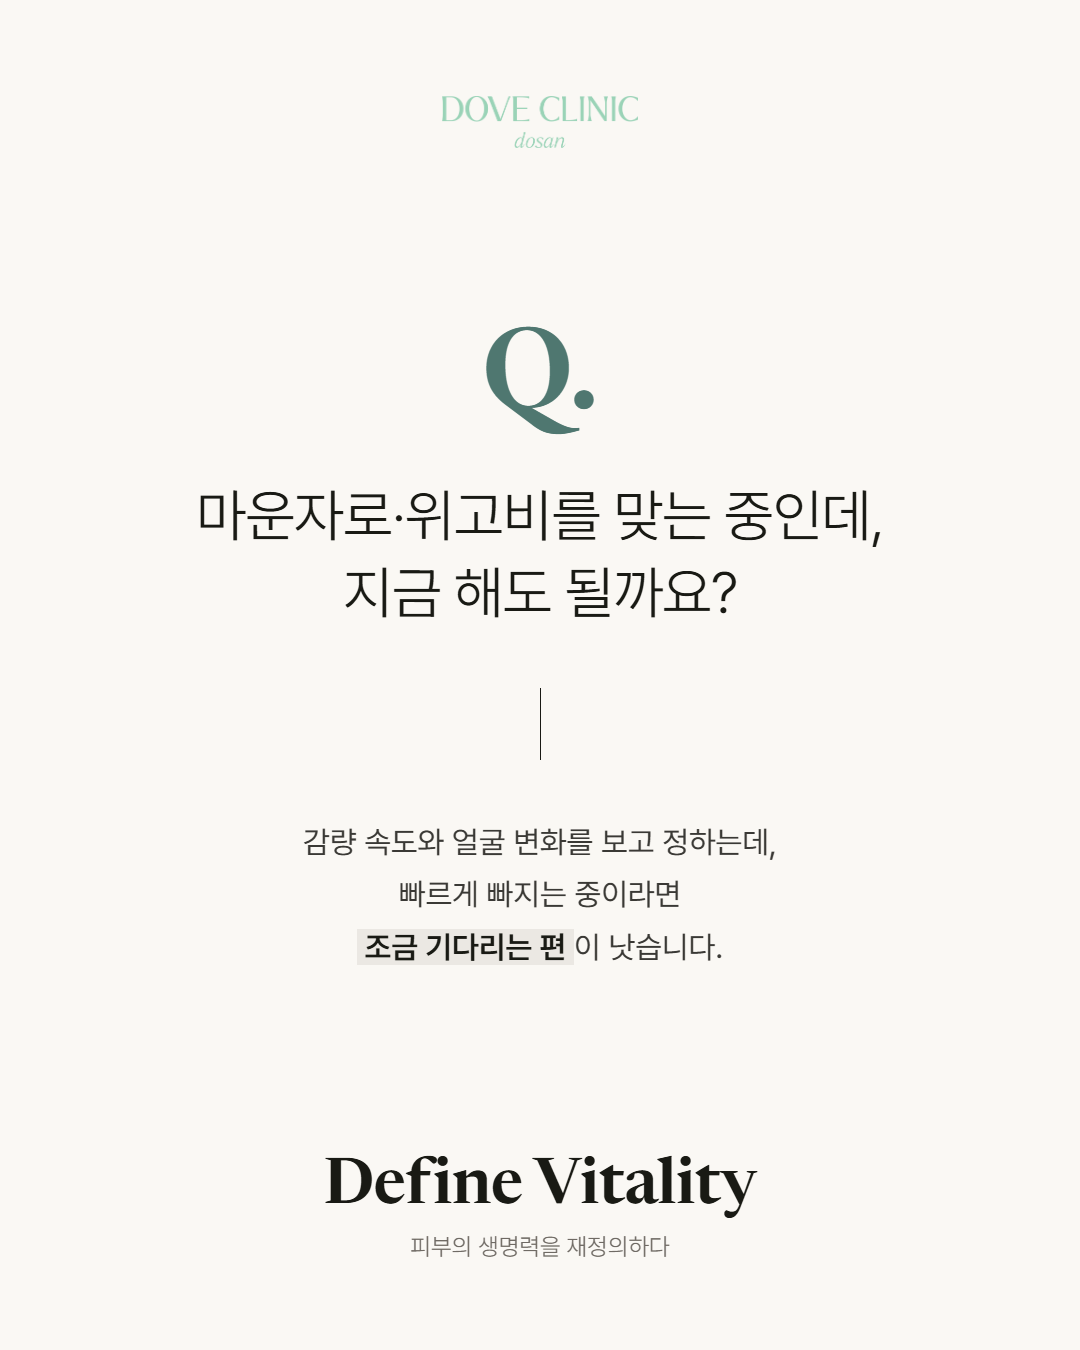 DOVE CLINIC
dosan
Q.
마운자로·위고비를 맞는 중인데,
지금 해도 될까요?
감량 속도와 얼굴 변화를 보고 정하는데,
빠르게 빠지는 중이라면
조금 기다리는 편이 낫습니다.
Define Vitality
피부의 생명력을 재정의하다